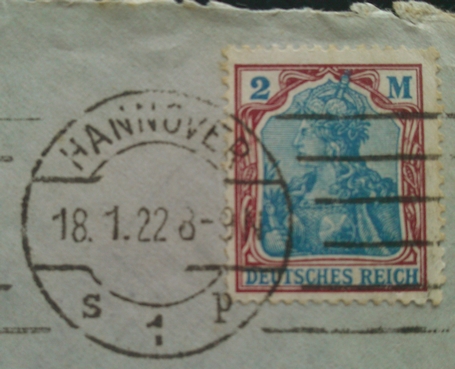 HANNOVER
18.1.22 8-9 N
s 1 p
2 M
DEUTSCHES REICH